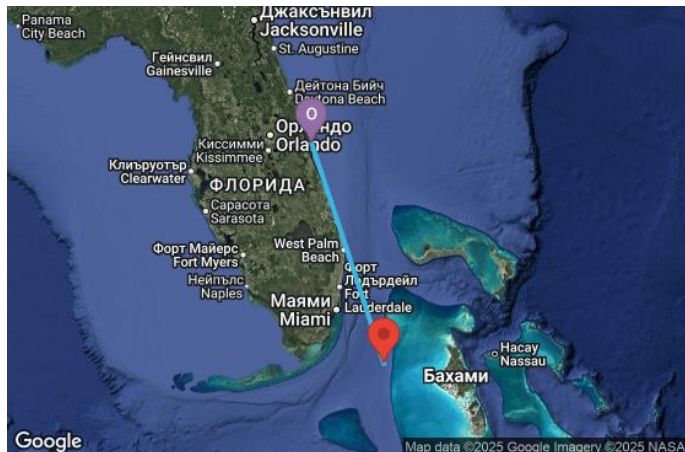 Panama
City Beach
Джаксънвил
Jacksonville
St. Augustine
Гейнсвил
Gainesville
Дейтона Бийч
Daytona Beach
O
Орландо
Orlando
Киссимми
Kissimmee
Клиъруотър
Clearwater
ФЛОРИДА
Сарасота
Sarasota
West Palm
Beach
Форт Майерс
Fort Myers
Форт
Лодърдейл
Fort
Lauderdale
Нейпълс
Naples
Маями
Miami
Насау
Nassau
Бахами
Google
Map data ©2025 Google Imagery ©2025 NASA